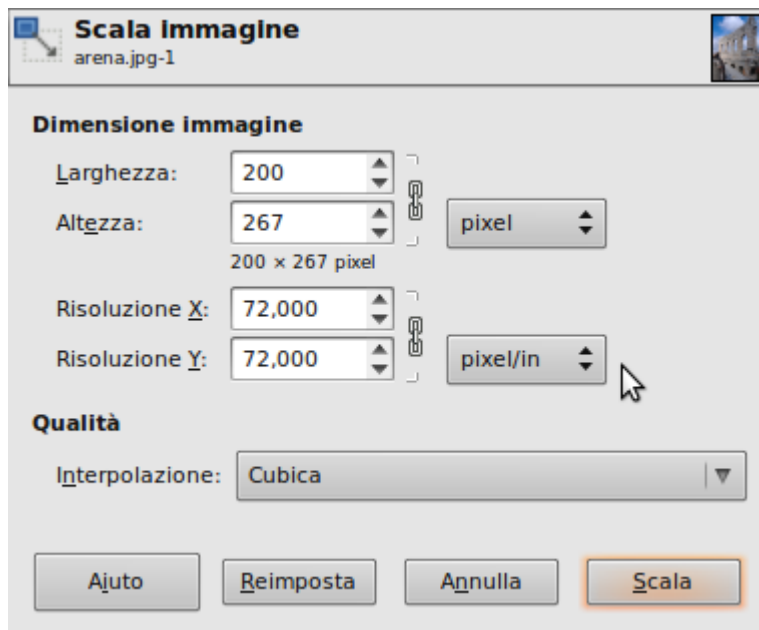 Scala immagine
arena.jpg-1
Dimensione immagine
Larghezza: 200
Altezza: 267 pixel
200 × 267 pixel
Risoluzione X: 72,000
Risoluzione Y: 72,000 pixel/in
Qualità
Interpolazione: Cubica
Aiuto Reimposta Annulla Scala